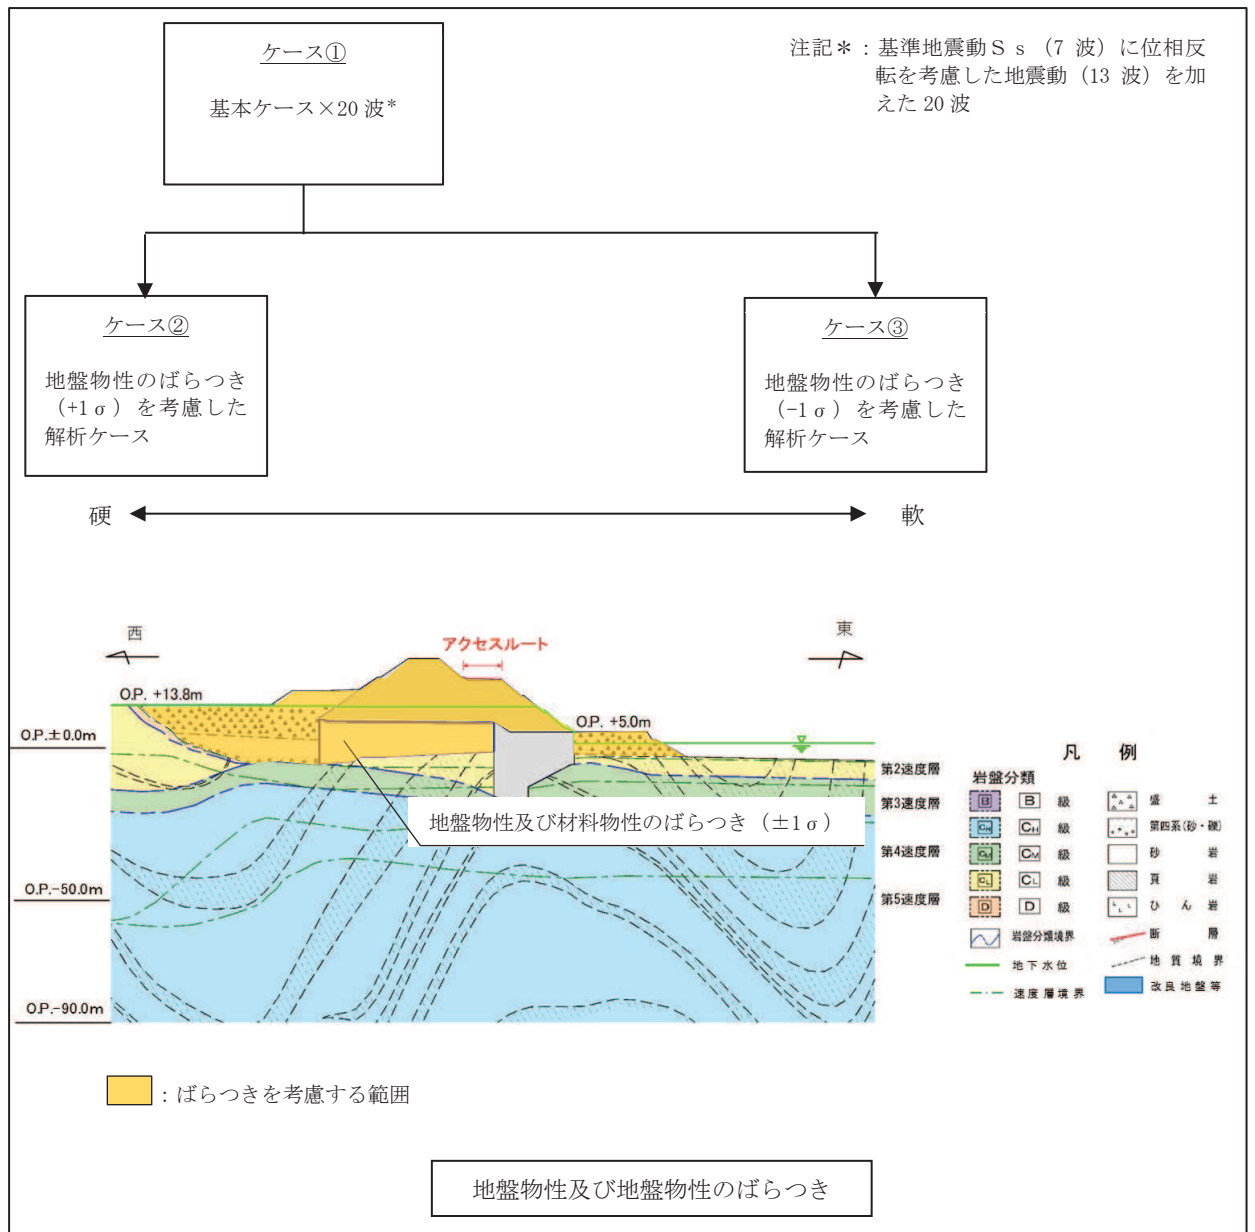 ケース①
基本ケース×20 波*
注記*：基準地震動Ｓｓ（7 波）に位相反
転を考慮した地震動（13 波）を加
えた 20 波
ケース②
地盤物性のばらつき
（+1σ）を考慮した
解析ケース
ケース③
地盤物性のばらつき
（-1σ）を考慮した
解析ケース
硬
軟
西
アクセスルート
東
O.P. +13.8m
O.P. +5.0m
O.P.±0.0m
O.P.-50.0m
O.P.-90.0m
地盤物性及び材料物性のばらつき（±1σ）
第2速度層
第3速度層
第4速度層
第5速度層
凡 例
岩盤分類
B B 級
CH CH 級
CM CM 級
CL CL 級
D D 級
岩盤分類境界
地下水位
速度層境界
盛土
第四系(砂・礫)
砂岩
頁岩
ひん岩
断層
地質境界
改良地盤等
：ばらつきを考慮する範囲
地盤物性及び地盤物性のばらつき